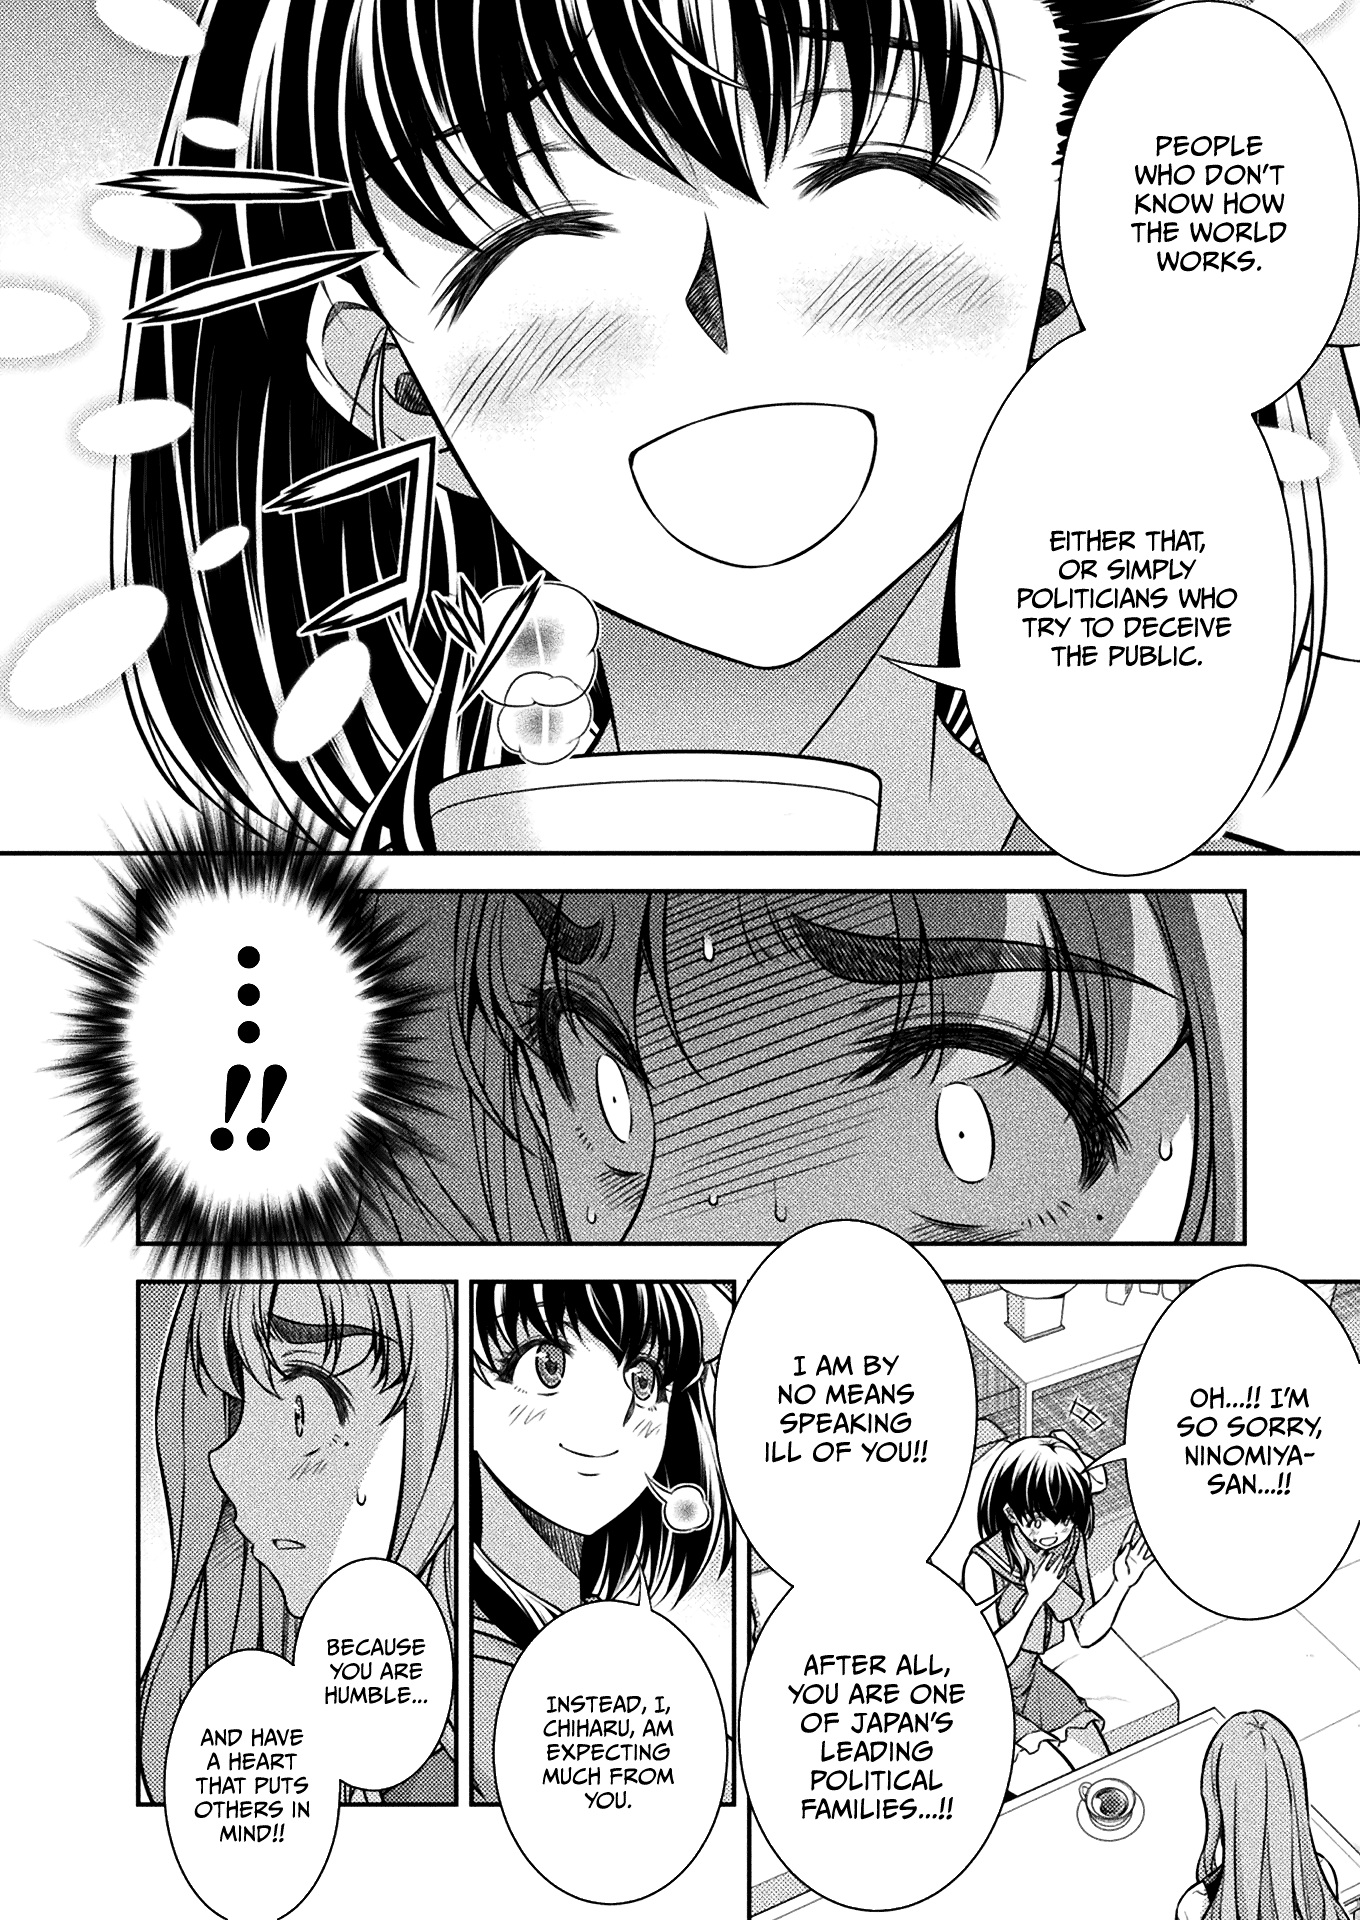 PEOPLE
WHO DON'T
KNOW HOW
THE WORLD
WORKS.
EITHER THAT,
OR SIMPLY
POLITICIANS WHO
TRY TO DECEIVE
THE PUBLIC.
...!!
OH...!! I'M
SO SORRY,
NINOMIYA-
SAN...!!
I AM BY
NO MEANS
SPEAKING
ILL OF YOU!!
AFTER ALL,
YOU ARE ONE
OF JAPAN'S
LEADING
POLITICAL
FAMILIES...!!
INSTEAD, I,
CHIHARU, AM
EXPECTING
MUCH FROM
YOU.
BECAUSE
YOU ARE
HUMBLE...
AND HAVE
A HEART
THAT PUTS
OTHERS IN
MIND!!